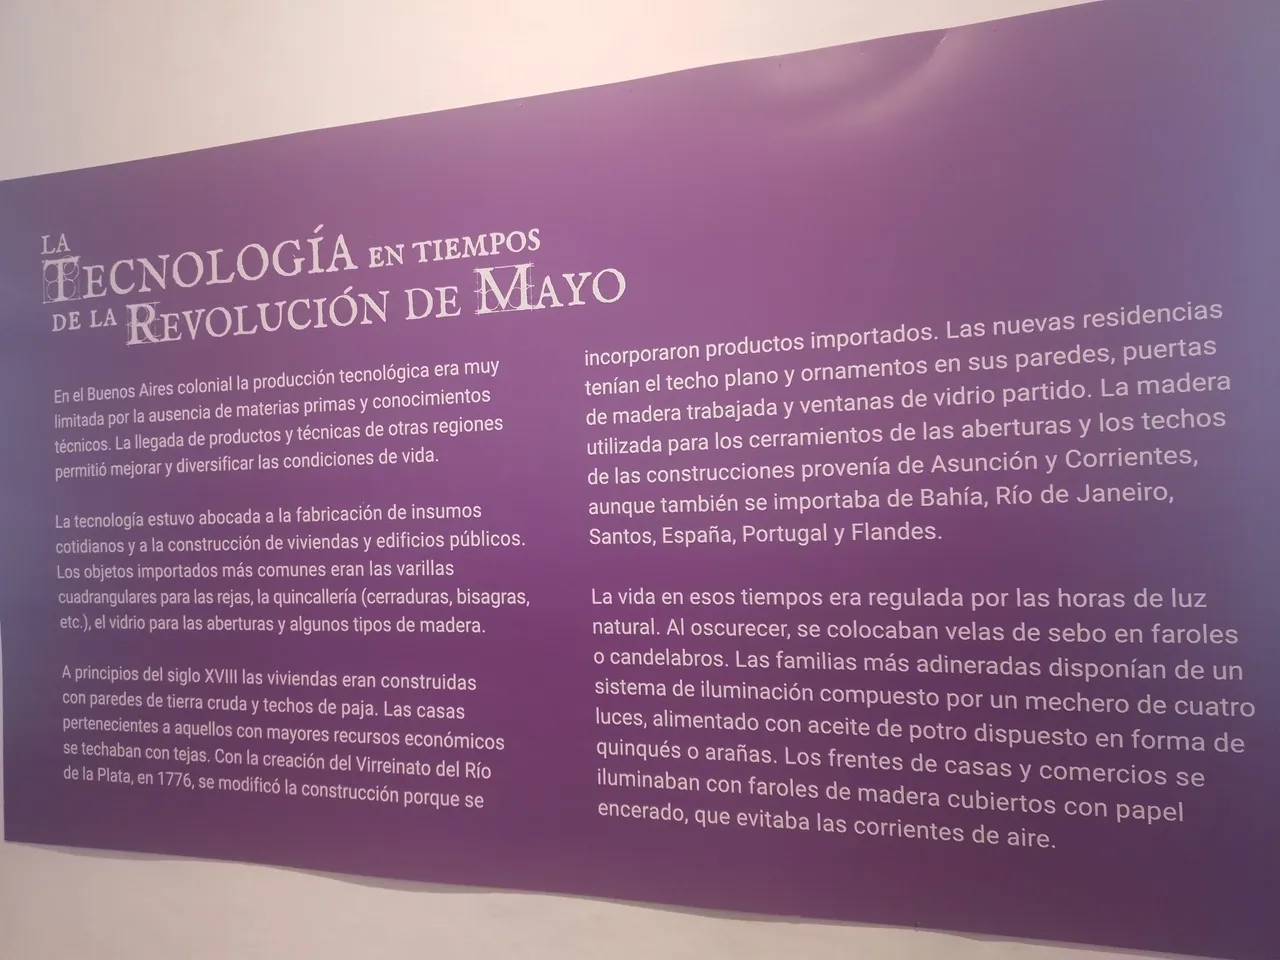 LA
TECNOLOGÍA EN TIEMPOS
DE LA REVOLUCIÓN DE MAYO
En el Buenos Aires colonial la producción tecnológica era muy
limitada por la ausencia de materias primas y conocimientos
técnicos. La llegada de productos y técnicas de otras regiones
permitió mejorar y diversificar las condiciones de vida.
La tecnología estuvo abocada a la fabricación de insumos
cotidianos y a la construcción de viviendas y edificios públicos.
Los objetos importados más comunes eran las varillas
cuadrangulares para las rejas, la quincallería (cerraduras, bisagras,
etc.), el vidrio para las aberturas y algunos tipos de madera.
A principios del siglo XVIII las viviendas eran construidas
con paredes de tierra cruda y techos de paja. Las casas
pertenecientes a aquellos con mayores recursos económicos
se techaban con tejas. Con la creación del Virreinato del Río
de la Plata, en 1776, se modificó la construcción porque se
incorporaron productos importados. Las nuevas residencias
tenían el techo plano y ornamentos en sus paredes, puertas
de madera trabajada y ventanas de vidrio partido. La madera
utilizada para los cerramientos de las aberturas y los techos
de las construcciones provenía de Asunción y Corrientes,
aunque también se importaba de Bahía, Río de Janeiro,
Santos, España, Portugal y Flandes.
La vida en esos tiempos era regulada por las horas de luz
natural. Al oscurecer, se colocaban velas de sebo en faroles
o candelabros. Las familias más adineradas disponían de un
sistema de iluminación compuesto por un mechero de cuatro
luces, alimentado con aceite de potro dispuesto en forma de
quinqués o arañas. Los frentes de casas y comercios se
iluminaban con faroles de madera cubiertos con papel
encerado, que evitaba las corrientes de aire.